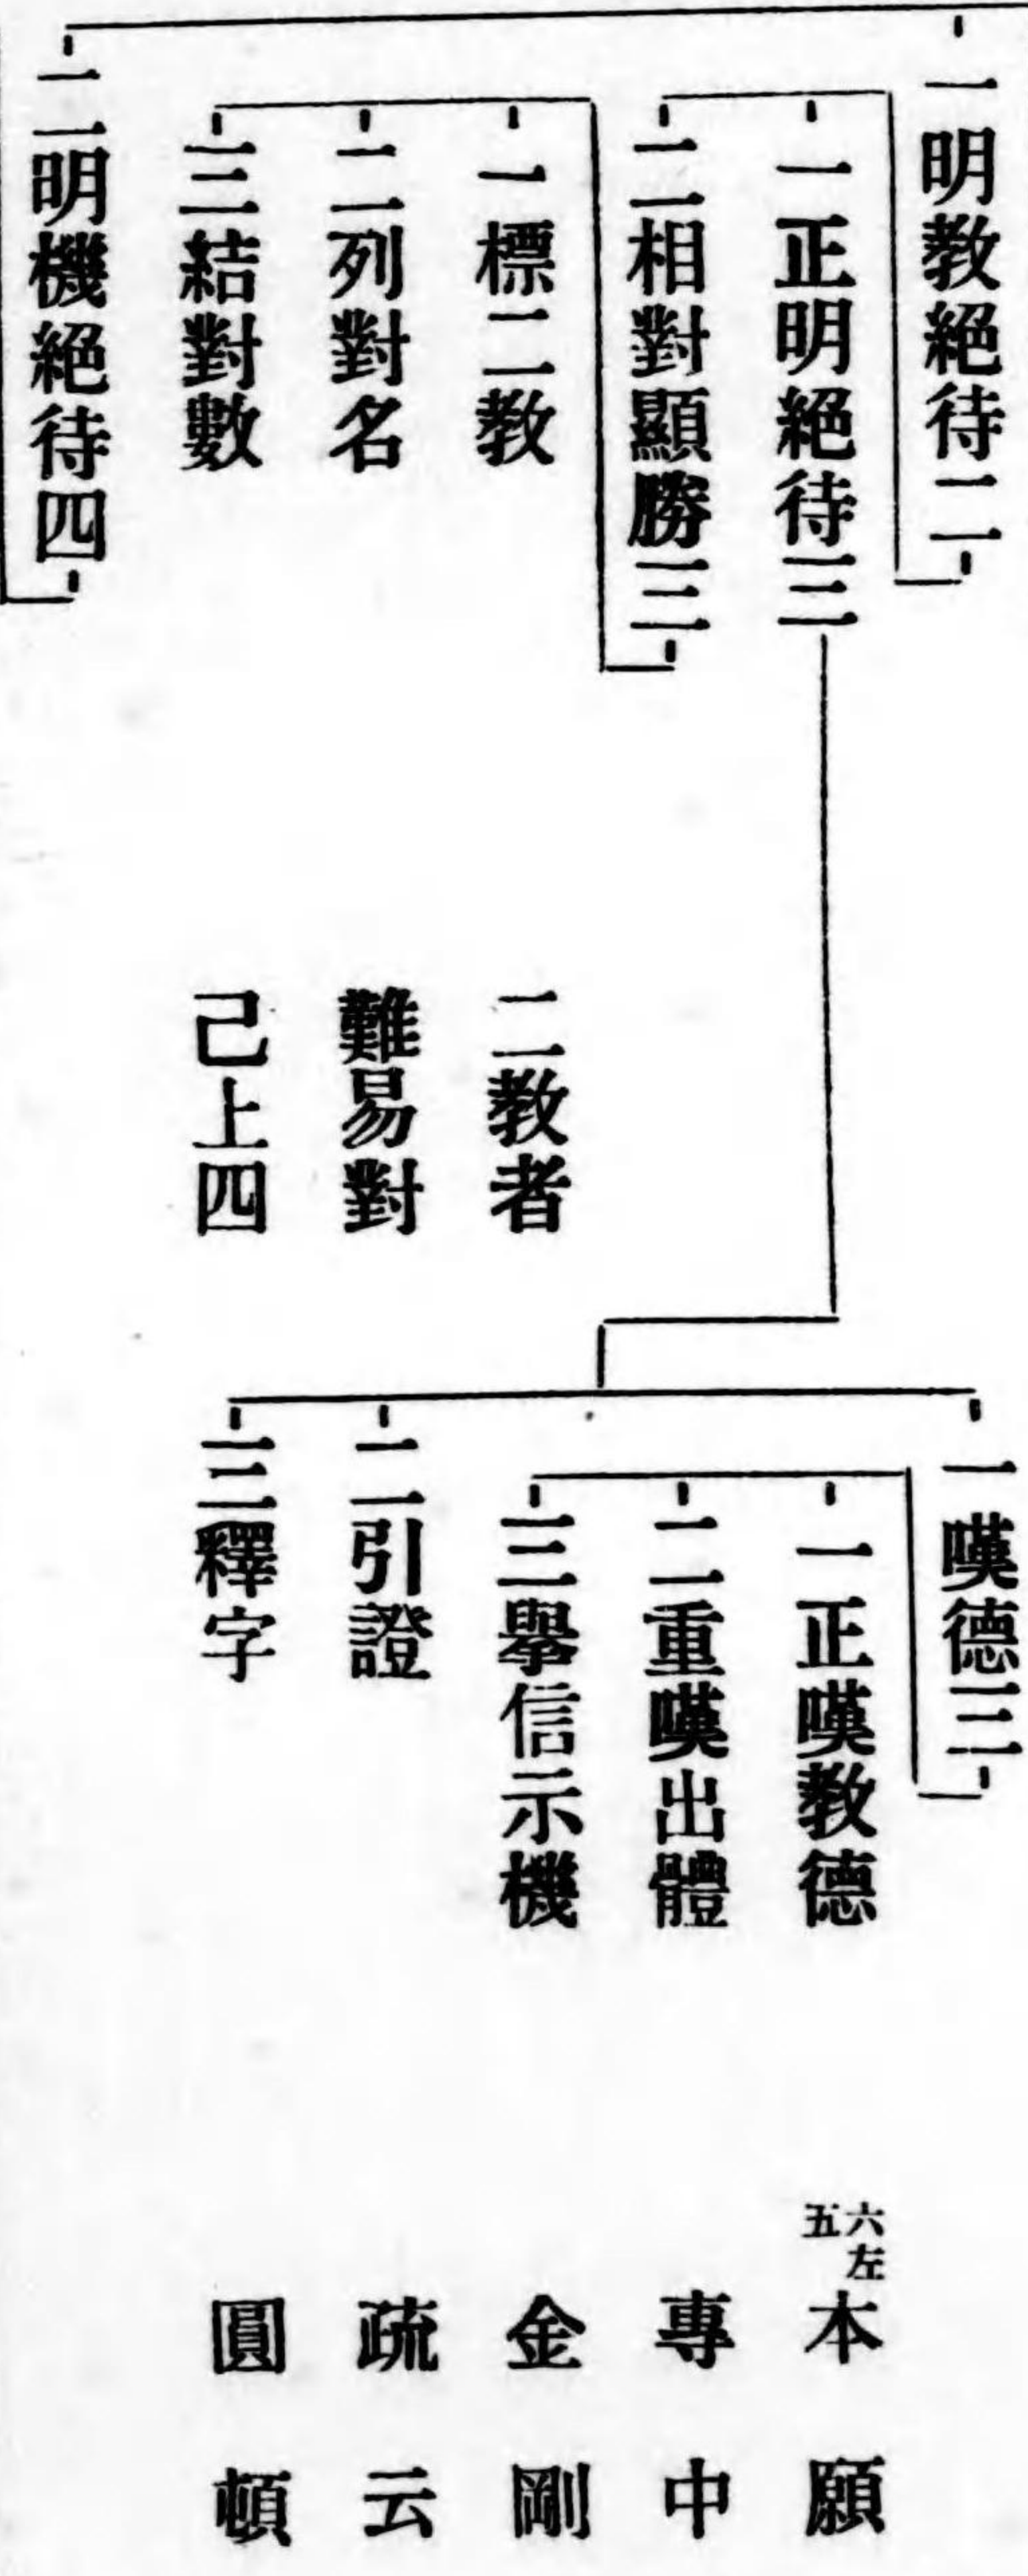 一明教絕待二
一正明絕待三
一嘆德三
一正嘆教德
六左
五
本願
二重嘆出體
專中
三擧信示機
金剛
二引證
疏云
三釋字
圓頓
二相對顯勝三
一標二教
二教者
二列對名
難易對
三結對數
己上四
二明機絕待四